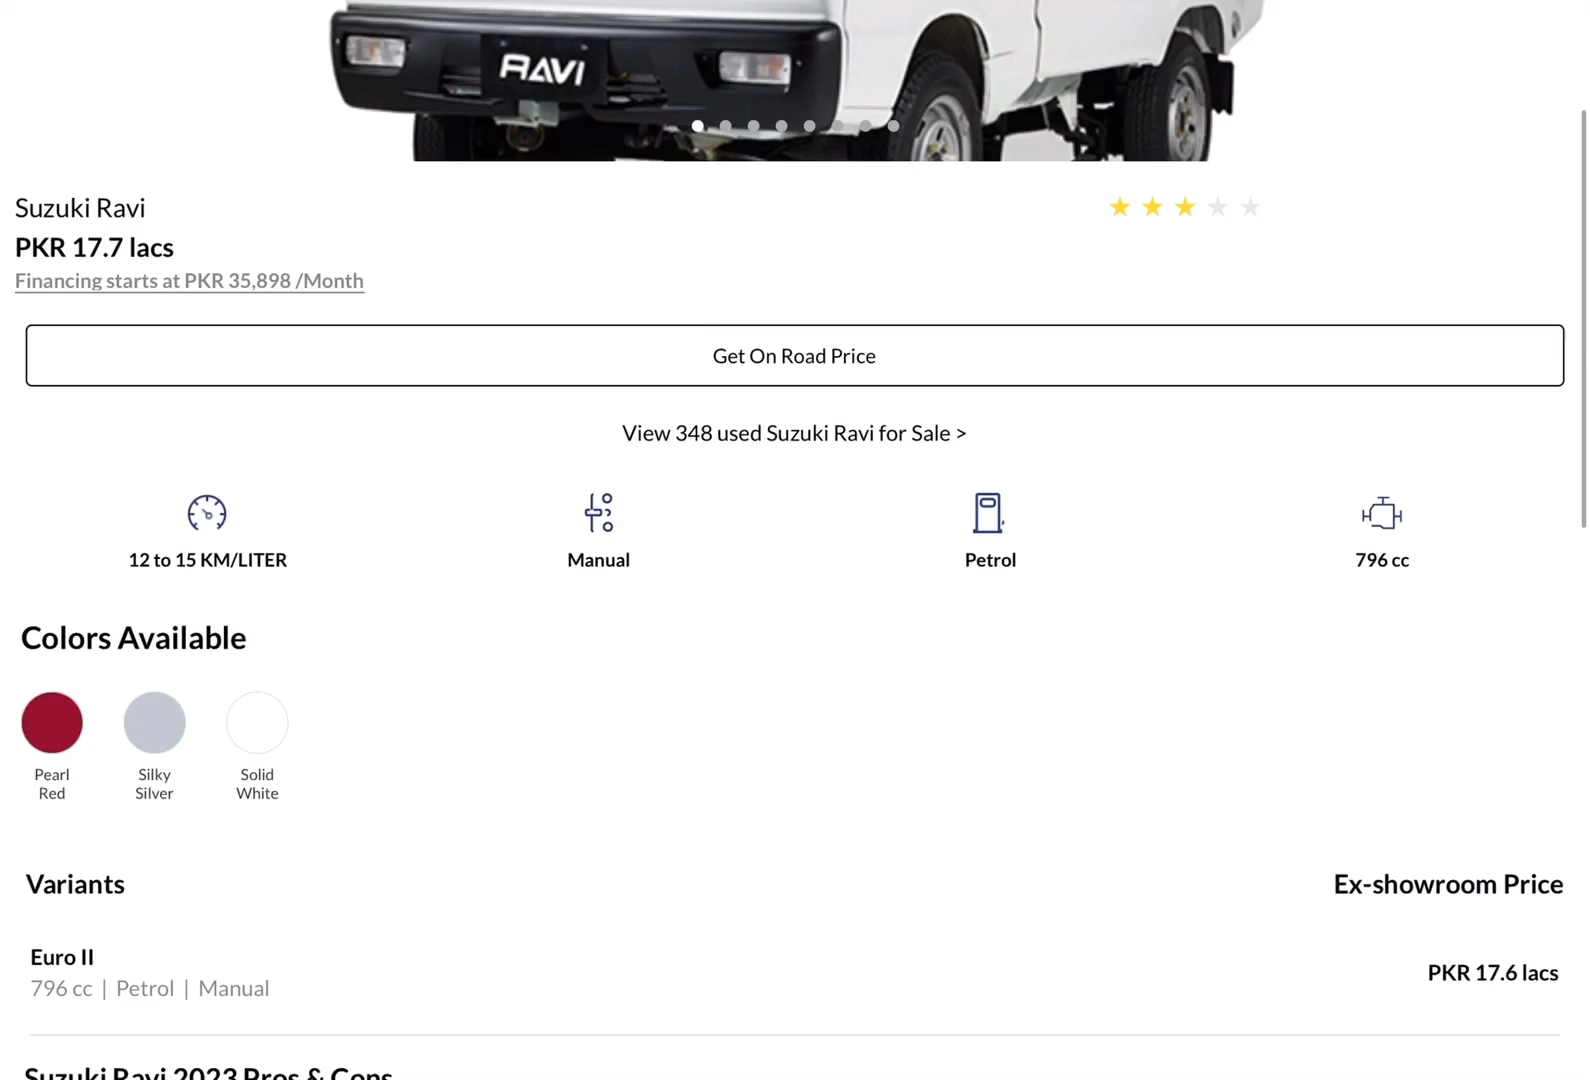 RAVI
Suzuki Ravi
PKR 17.7 lacs
Financing starts at PKR 35,898 /Month
Get On Road Price
View 348 used Suzuki Ravi for Sale >
12 to 15 KM/LITER
Manual
Petrol
796 cc
Colors Available
Pearl
Red
Silky
Silver
Solid
White
Variants
Ex-showroom Price
Euro II
796 cc | Petrol | Manual
PKR 17.6 lacs
Suzuki Ravi 2023 Pros & Cons